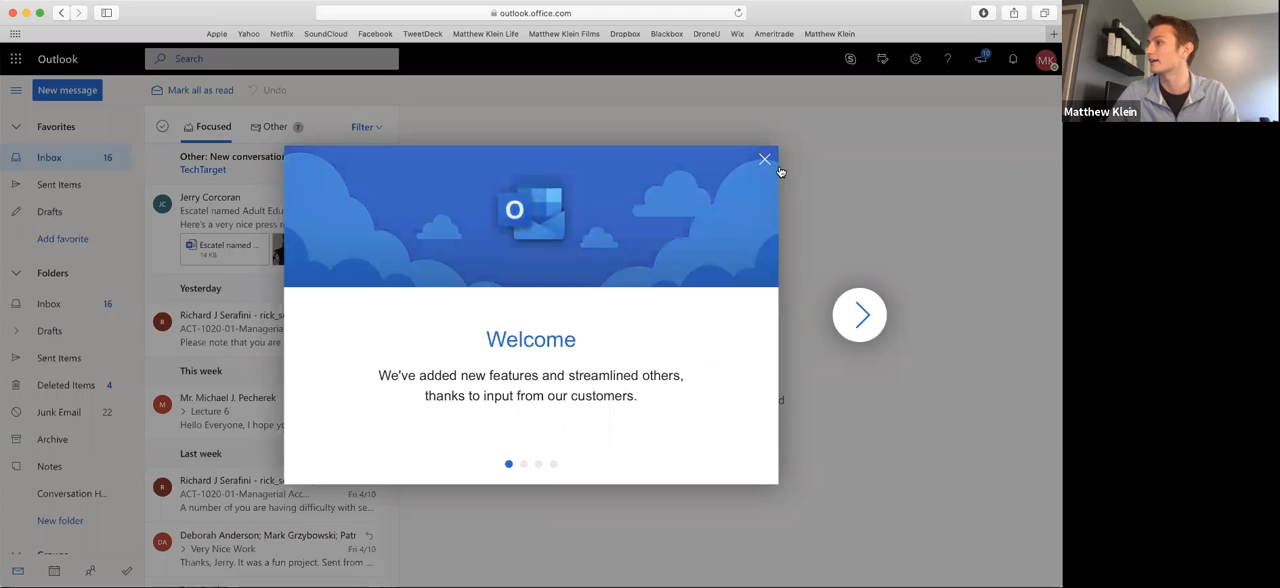 outlook.office.com
Apple Yahoo Netflix SoundCloud Facebook TweetDeck Matthew Klein Life Matthew Klein Films Dropbox Blackbox DroneU Wix Ameritrade Matthew Klein
Outlook
Search
10
MK
Matthew Klein
New message
Mark all as read
Undo
Favorites
Focused
Other 7
Filter
Inbox 16
Sent Items
Drafts
Add favorite
Folders
Inbox 16
Drafts
Sent Items
Deleted Items 4
Junk Email 22
Archive
Notes
Conversation H...
New folder
Other: New conversation
TechTarget
JC
Jerry Corcoran
Escatel named Adult Edu
Here's a very nice press r
Escatel named ...
14 KB
Yesterday
R
Richard J Serafini -
ACT-1020-01-Managerial
Please note that you are
This week
M
Mr. Michael J. Pecherek
> Lecture 6
Hello Everyone, I hope
Last week
R
Richard J Serafini -
ACT-1020-01-Managerial Acc... Fri 4/10
A number of you are having difficulty with se...
DA
Deborah Anderson; Mark Grzybowski; Patr
> Very Nice Work Fri 4/10
Thanks, Jerry. It was a fun project. Sent from ...
O
Welcome
We've added new features and streamlined others,
thanks to input from our customers.